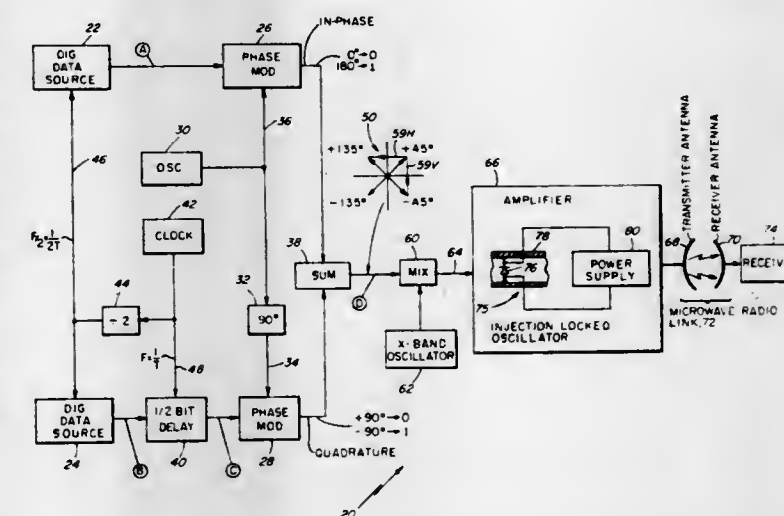 22
DIG
DATA
SOURCE
A
26
PHASE
MOD
IN-PHASE
0°→0
180°→1
36
30
OSC
46
50
59H
+135°
+45°
59V
-135°
-45°
42
CLOCK
66
AMPLIFIER
TRANSMITTER ANTENNA
RECEIVER ANTENNA
F/2=1/2T
38
SUM
D
60
MIX
64
78
76
80
POWER
SUPPLY
68
70
74
RECEIV
44
÷2
32
90°
75
INJECTION LOCKED
OSCILLATOR
MICROWAVE RADIO
LINK, 72
X-BAND
OSCILLATOR
62
F=1/T
48
34
DIG
DATA
SOURCE
24
B
1/2 BIT
DELAY
40
C
PHASE
MOD
28
+90°→0
-90°→1
QUADRATURE
20